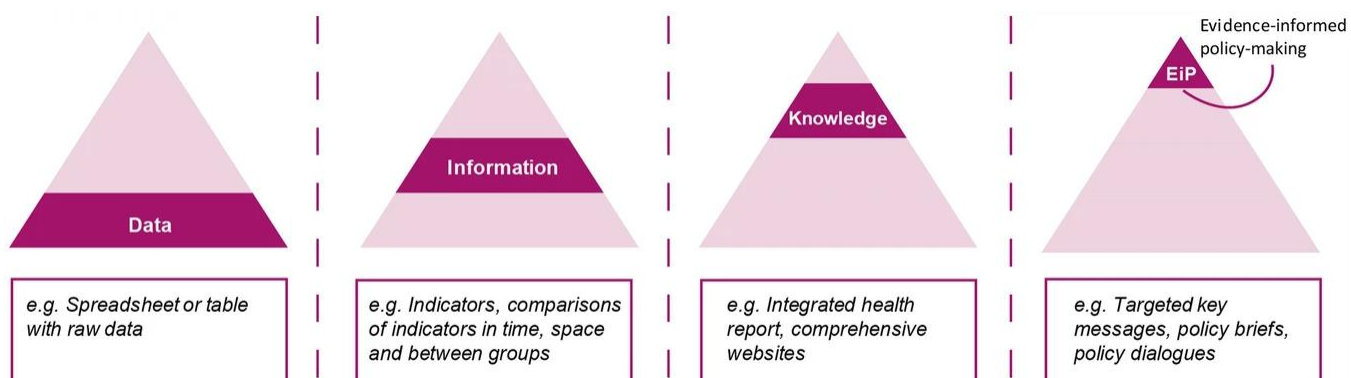 Data
e.g. Spreadsheet or table
with raw data
Information
e.g. Indicators, comparisons
of indicators in time, space
and between groups
Knowledge
e.g. Integrated health
report, comprehensive
websites
Evidence-informed
policy-making
EiP
e.g. Targeted key
messages, policy briefs,
policy dialogues